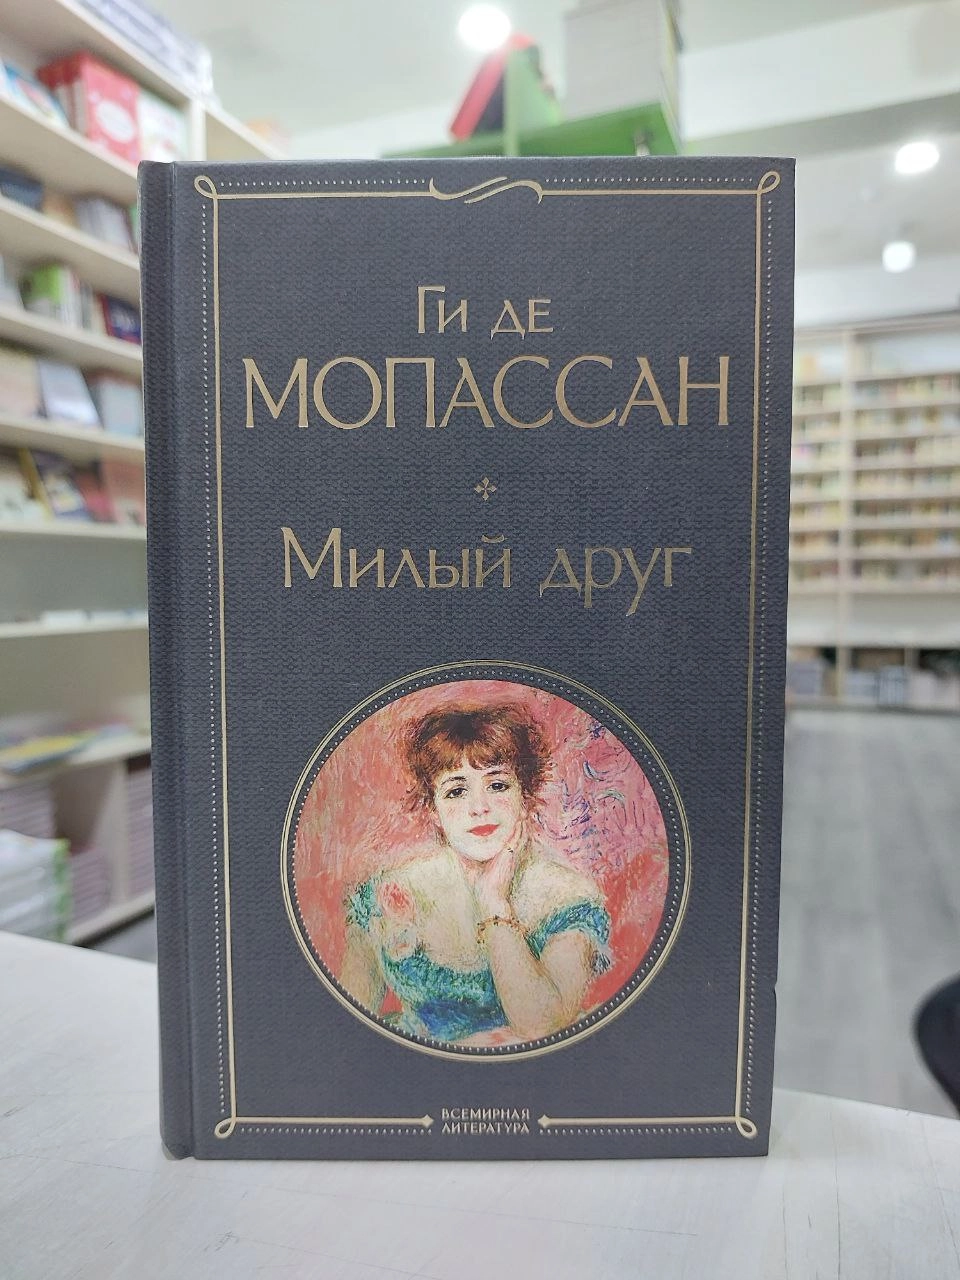 Ги де
МОПАССАН
Милый друг
ВСЕМИРНАЯ
ЛИТЕРАТУРА